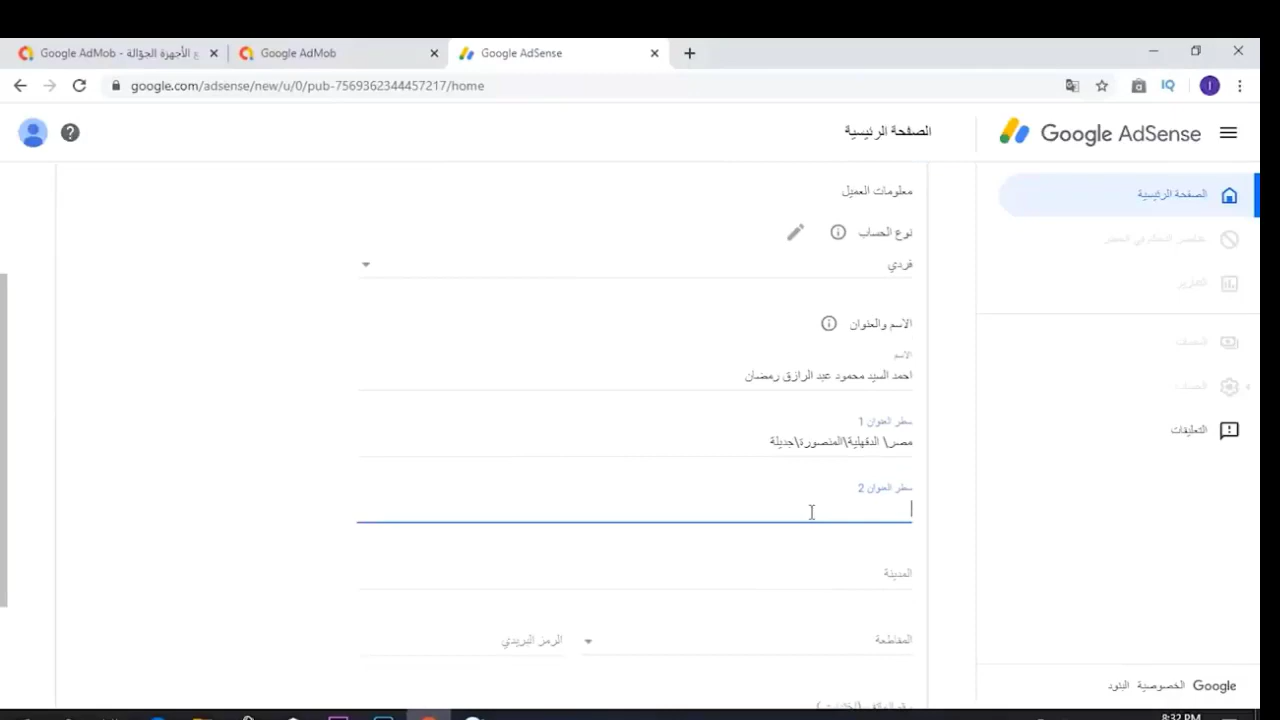 Google AdMob - ع الأجهزة الجوّالة
Google AdMob
Google AdSense
google.com/adsense/new/u/0/pub-7569362344457217/home
IQ
I
Google AdSense
الصفحة الرئيسية
الصفحة الرئيسية
التقارير
التعليقات
Google الخصوصية البنود
معلومات العميل
نوع الحساب
فردي
الاسم والعنوان
الاسم
احمد السيد محمود عبد الرازق رمضان
سطر العنوان 1
مصر\ الدقهلية\المنصورة\جديلة
سطر العنوان 2
المدينة
المقاطعة
الرمز البريدي
8:32 PM